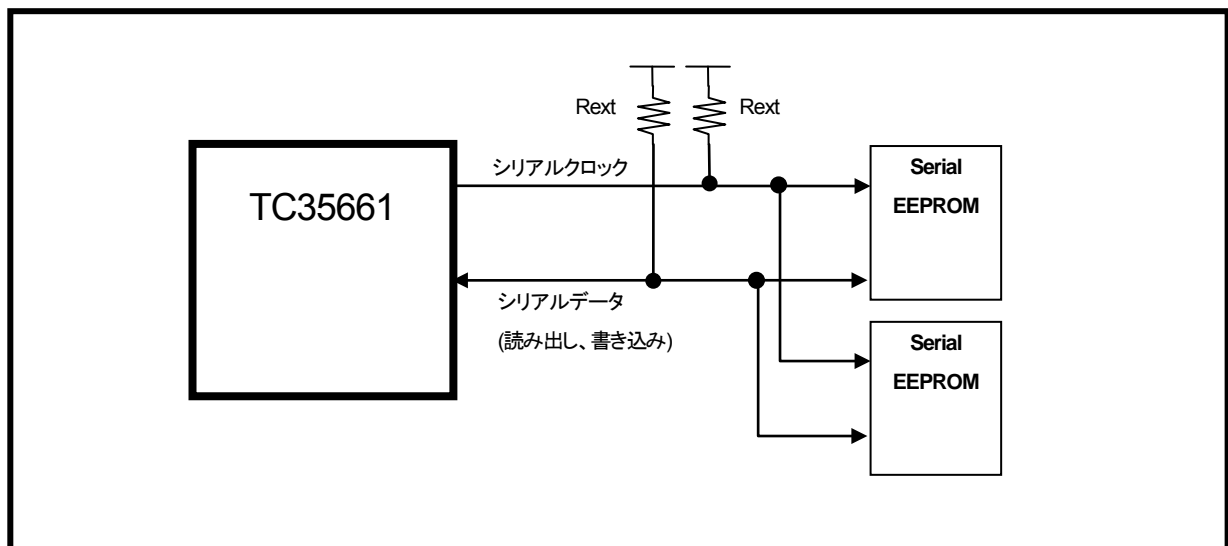 Rext
Rext
シリアルクロック
TC35661
Serial
EEPROM
シリアルデータ
(読み出し、書き込み)
Serial
EEPROM